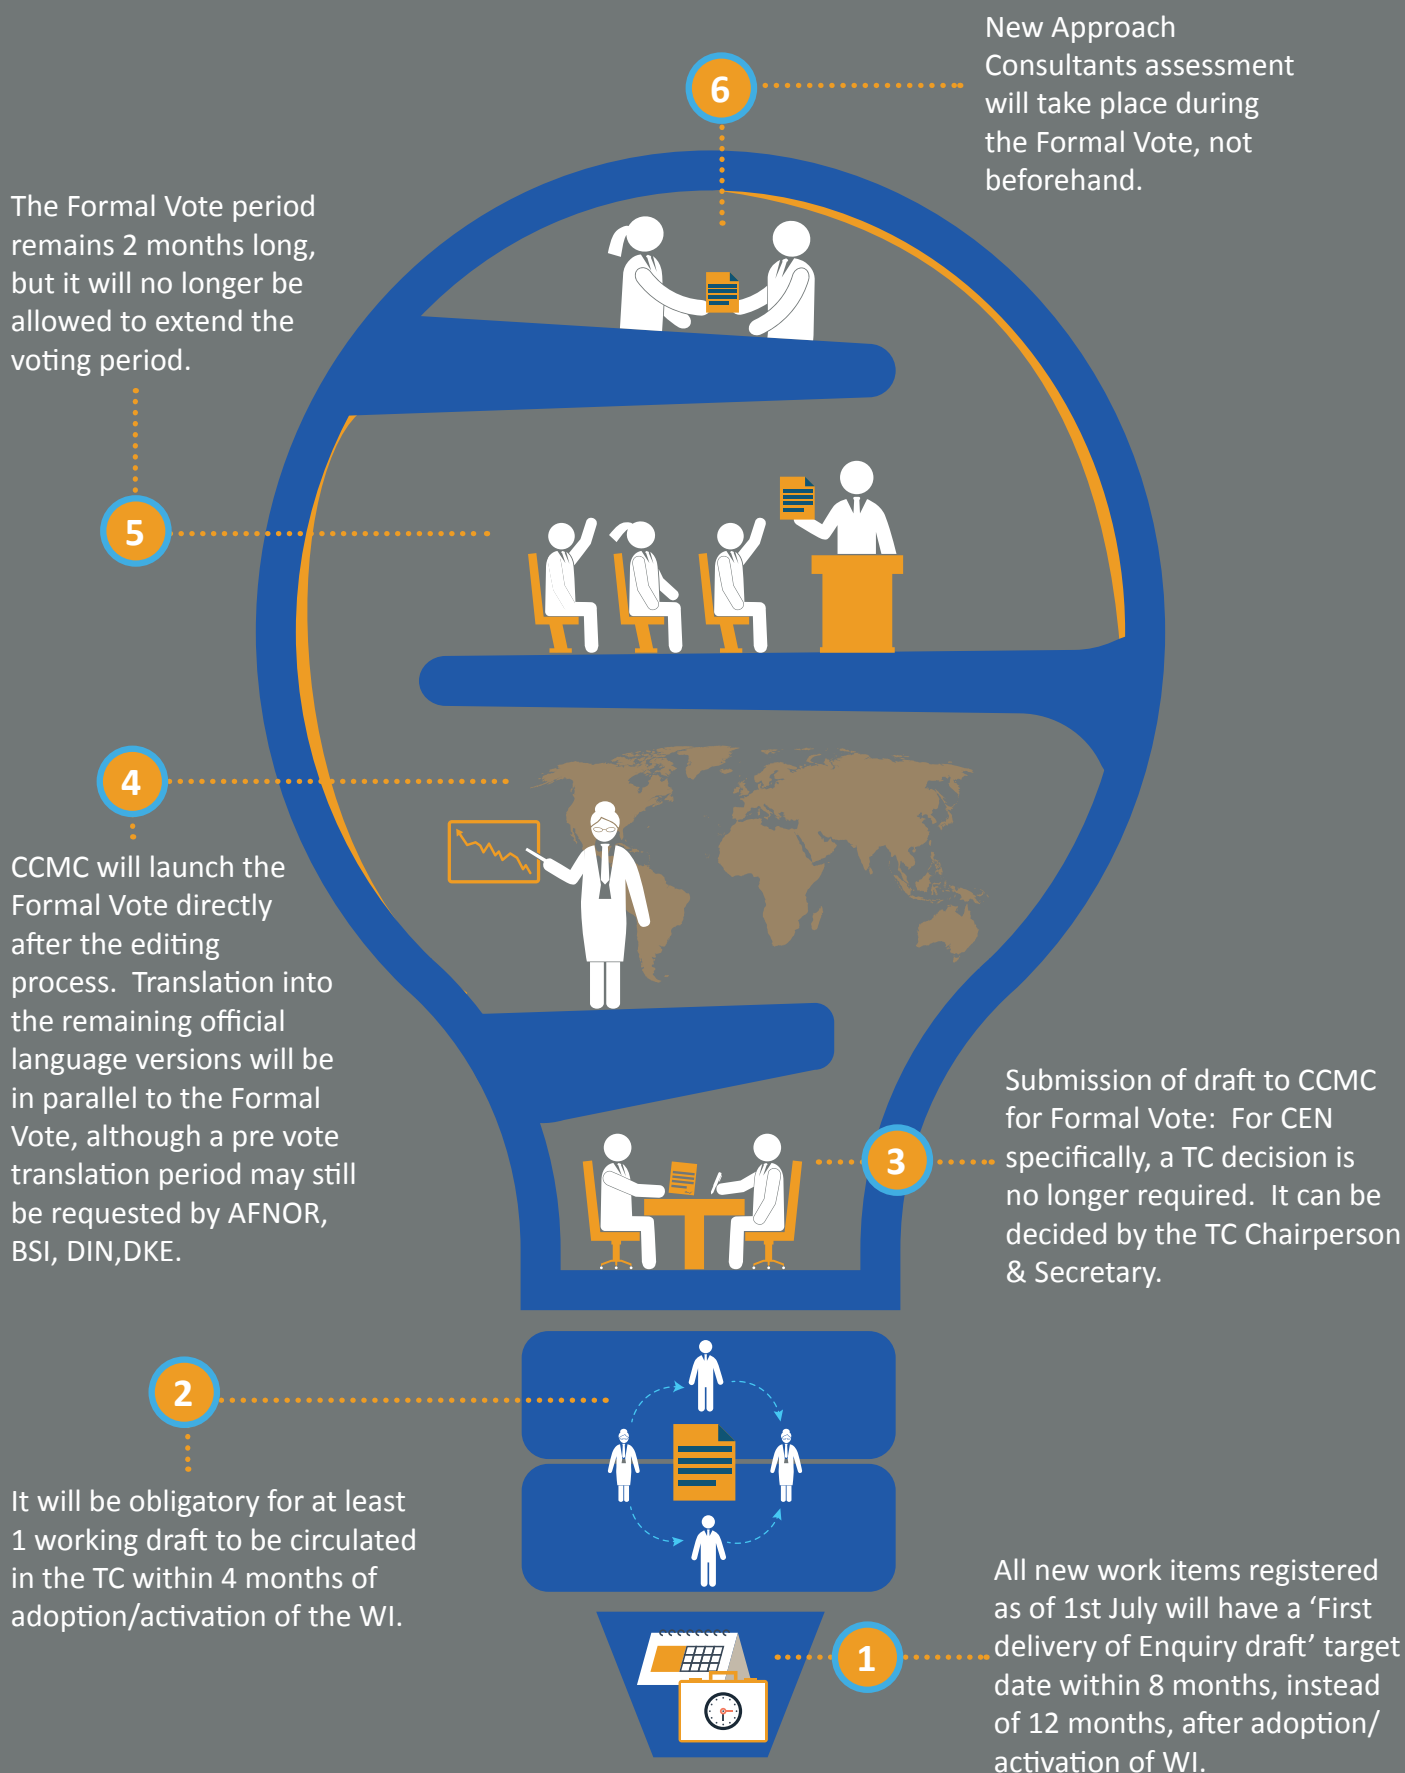 6
New Approach
Consultants assessment
will take place during
the Formal Vote, not
beforehand.
The Formal Vote period
remains 2 months long,
but it will no longer be
allowed to extend the
voting period.
5
4
CCMC will launch the
Formal Vote directly
after the editing
process.  Translation into
the remaining official
language versions will be
in parallel to the Formal
Vote, although a pre vote
translation period may still
be requested by AFNOR,
BSI, DIN,DKE.
Submission of draft to CCMC
for Formal Vote:  For CEN
specifically, a TC decision is
no longer required.  It can be
decided by the TC Chairperson
& Secretary.
3
2
It will be obligatory for at least
1 working draft to be circulated
in the TC within 4 months of
adoption/activation of the WI.
1
All new work items registered
as of 1st July will have a ‘First
delivery of Enquiry draft’ target
date within 8 months, instead
of 12 months, after adoption/
activation of WI.